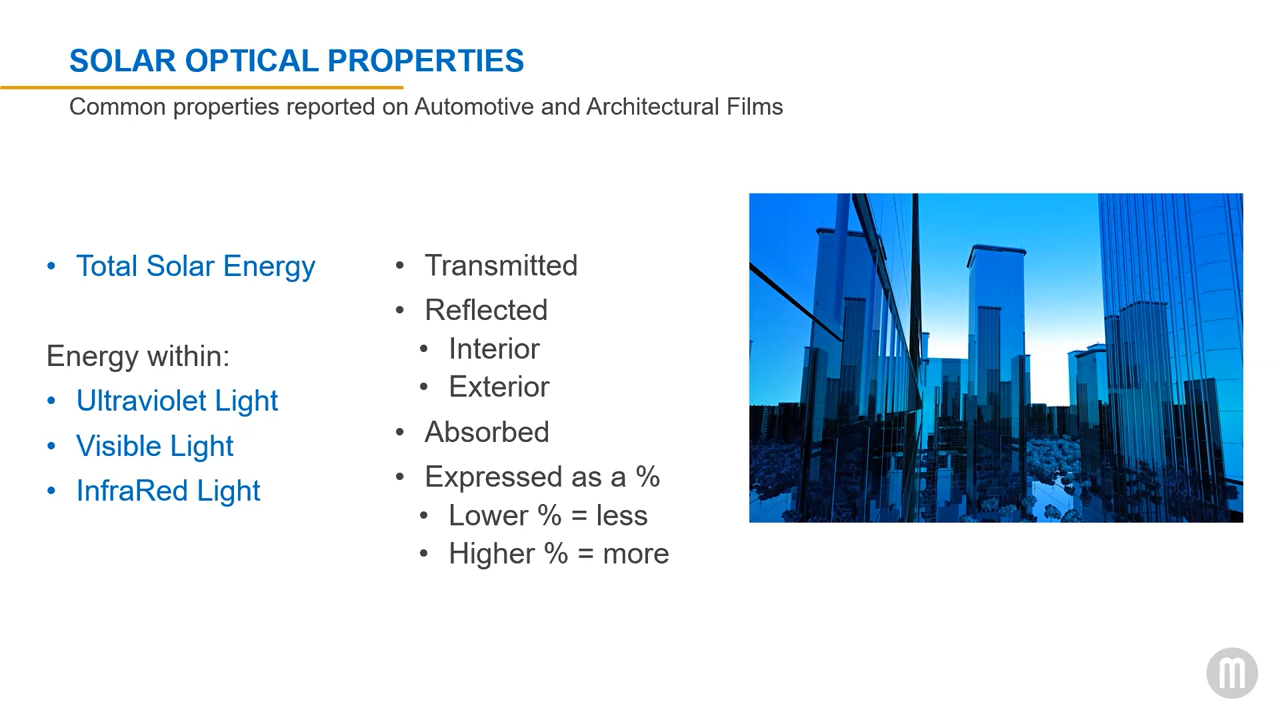 SOLAR OPTICAL PROPERTIES
Common properties reported on Automotive and Architectural Films
• Total Solar Energy
Energy within:
• Ultraviolet Light
• Visible Light
• InfraRed Light
• Transmitted
• Reflected
• Interior
• Exterior
• Absorbed
• Expressed as a %
• Lower % = less
• Higher % = more
m